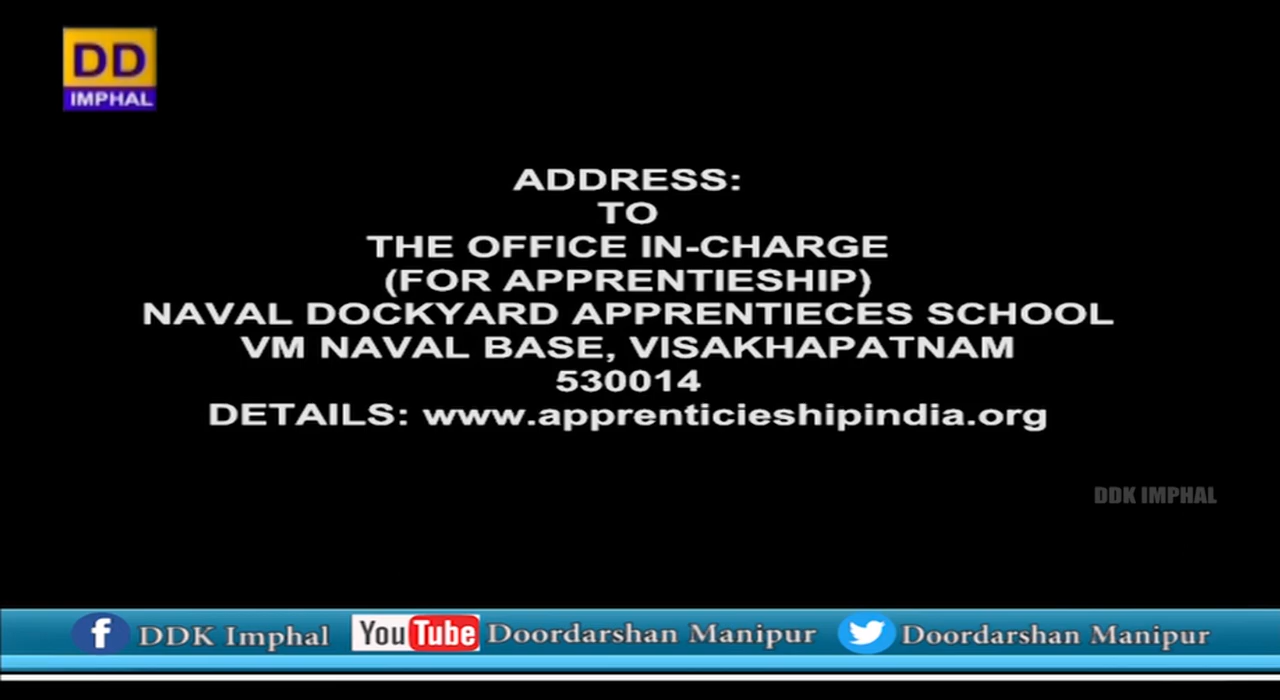 DD
IMPHAL
ADDRESS:
TO
THE OFFICE IN-CHARGE
(FOR APPRENTIESHIP)
NAVAL DOCKYARD APPRENTIECES SCHOOL
VM NAVAL BASE, VISAKHAPATNAM
530014
DETAILS: www.apprenticieshipindia.org
DDK IMPHAL
f DDK Imphal YouTube Doordarshan Manipur Doordarshan Manipur